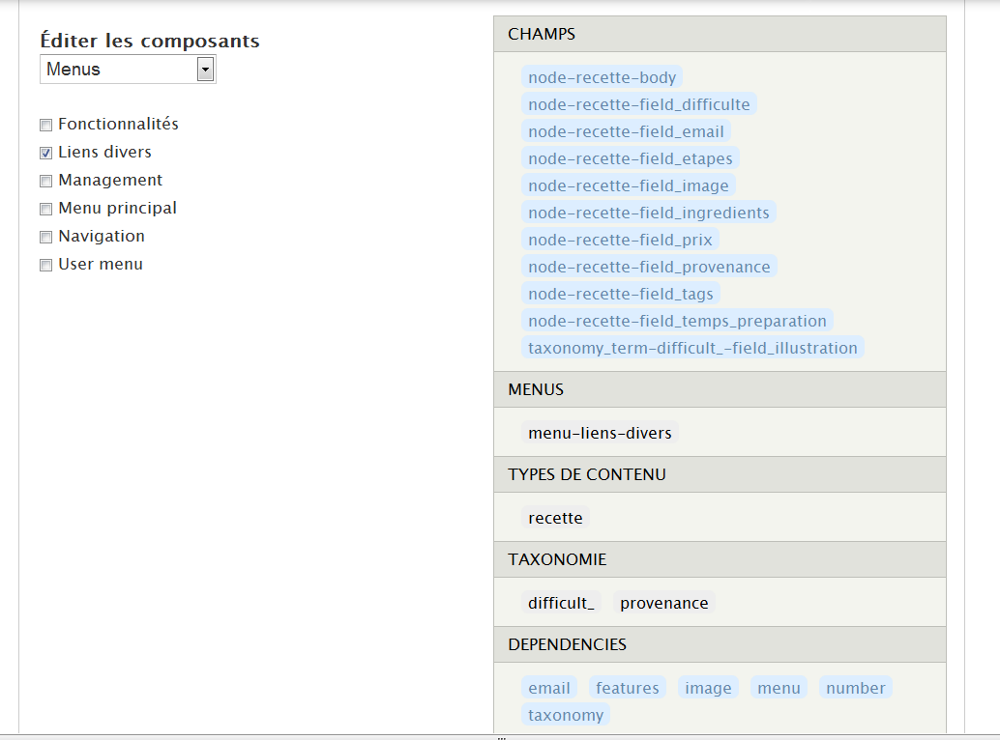 Éditer les composants
Menus
Fonctionnalités
Liens divers
Management
Menu principal
Navigation
User menu
CHAMPS
node-recette-body
node-recette-field_difficulte
node-recette-field_email
node-recette-field_etapes
node-recette-field_image
node-recette-field_ingredients
node-recette-field_prix
node-recette-field_provenance
node-recette-field_tags
node-recette-field_temps_preparation
taxonomy_term-difficult_-field_illustration
MENUS
menu-liens-divers
TYPES DE CONTENU
recette
TAXONOMIE
difficult_ provenance
DEPENDENCIES
email features image menu number
taxonomy